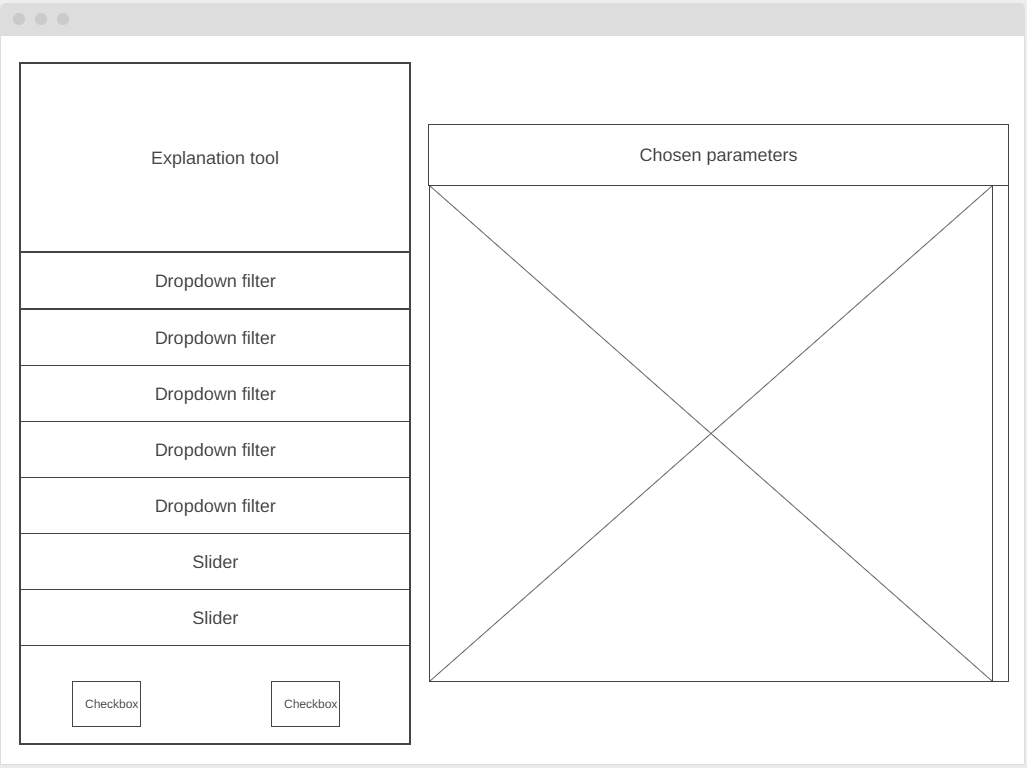 Explanation tool
Dropdown filter
Dropdown filter
Dropdown filter
Dropdown filter
Dropdown filter
Slider
Slider
Checkbox
Checkbox
Chosen parameters